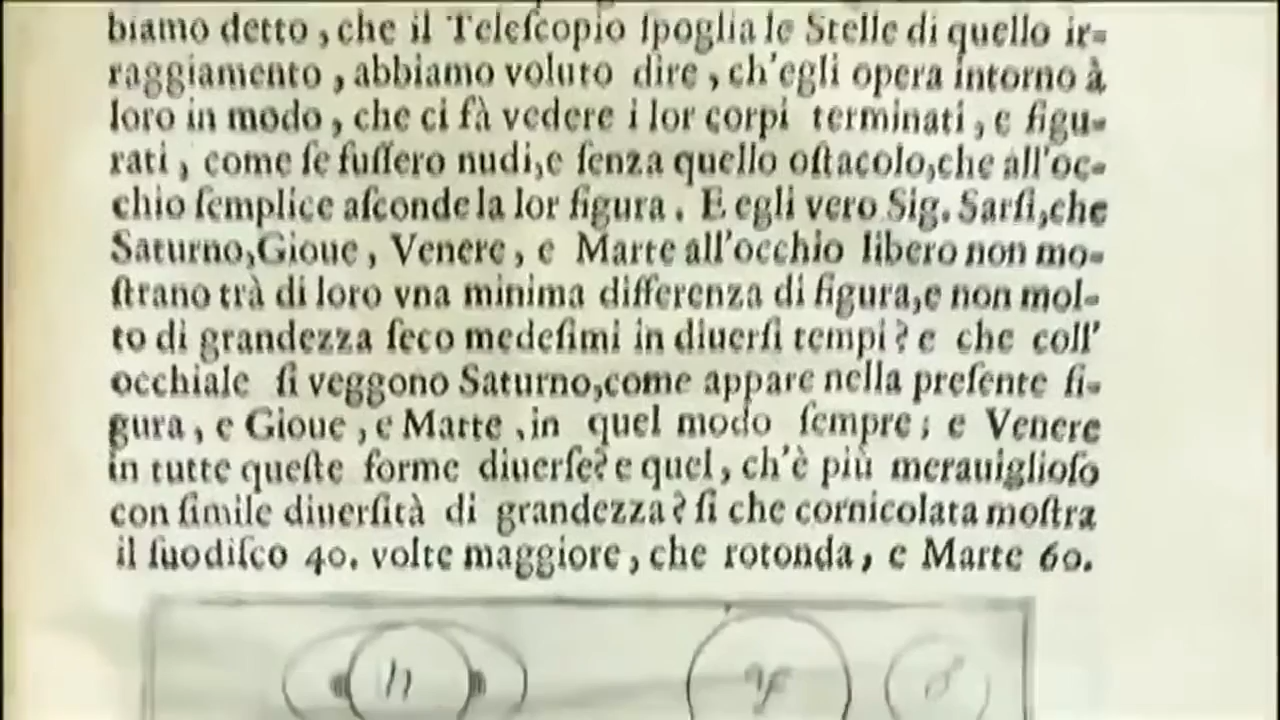 biamo detto, che il Teleſcopio ſpoglia le Stelle di quello ir-
raggiamento, abbiamo voluto dire, ch'egli opera intorno à
loro in modo, che ci fà vedere i lor corpi terminati, e figu-
rati, come ſe fuſſero nudi, e ſenza quello oſtacolo, che all'oc-
chio ſemplice aſconde la lor figura. E egli vero Sig. Sarſi, che
Saturno, Gioue, Venere, e Marte all'occhio libero non mo-
ſtrano trà di loro vna minima differenza di figura, e non mol-
to di grandezza ſeco medeſimi in diuerſi tempi? e che coll'
occhiale ſi veggono Saturno, come appare nella preſente fi-
gura, e Gioue, e Marte, in quel modo ſempre; e Venere
in tutte queſte forme diuerſe? e quel, ch'è più merauiglioſo
con ſimile diuerſità di grandezza? ſi che cornicolata moſtra
il ſuo diſco 40. volte maggiore, che rotonda, e Marte 60.
♄ ♃ ♂